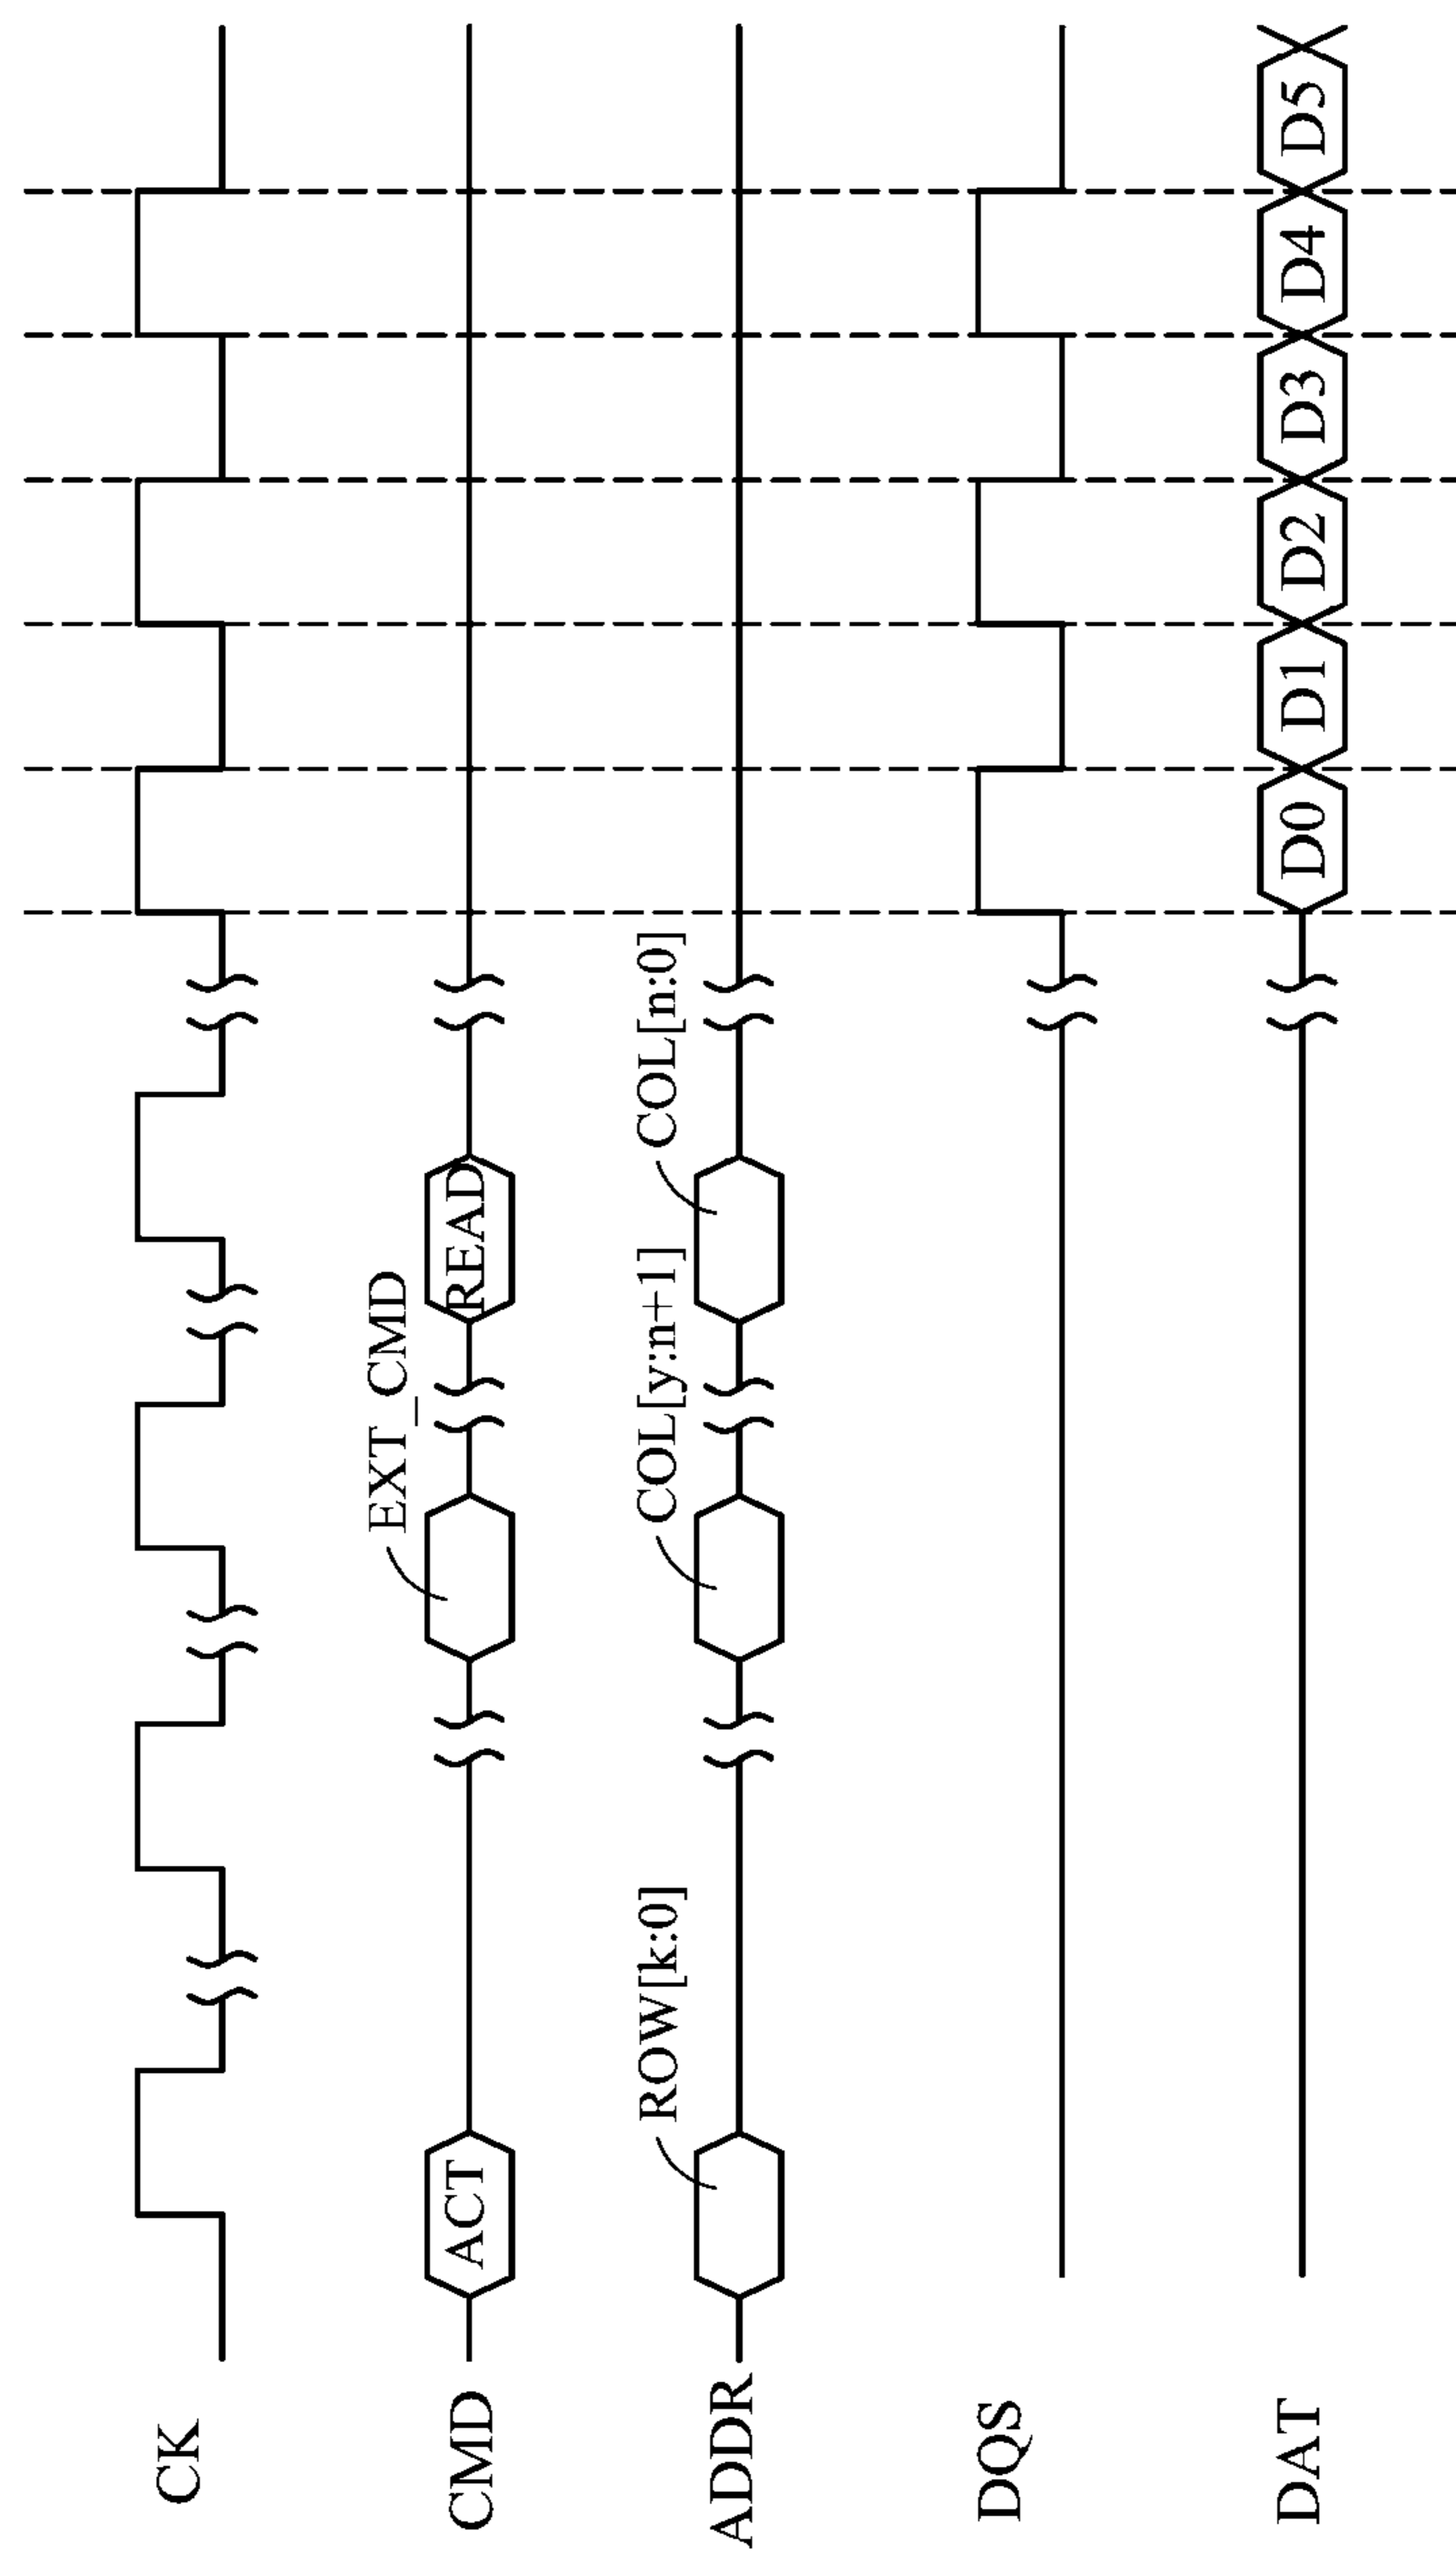 CK
CMD
ACT
EXT_CMD
READ
ADDR
ROW[k:0]
COL[y:n+1]
COL[n:0]
DQS
DAT
D0
D1
D2
D3
D4
D5